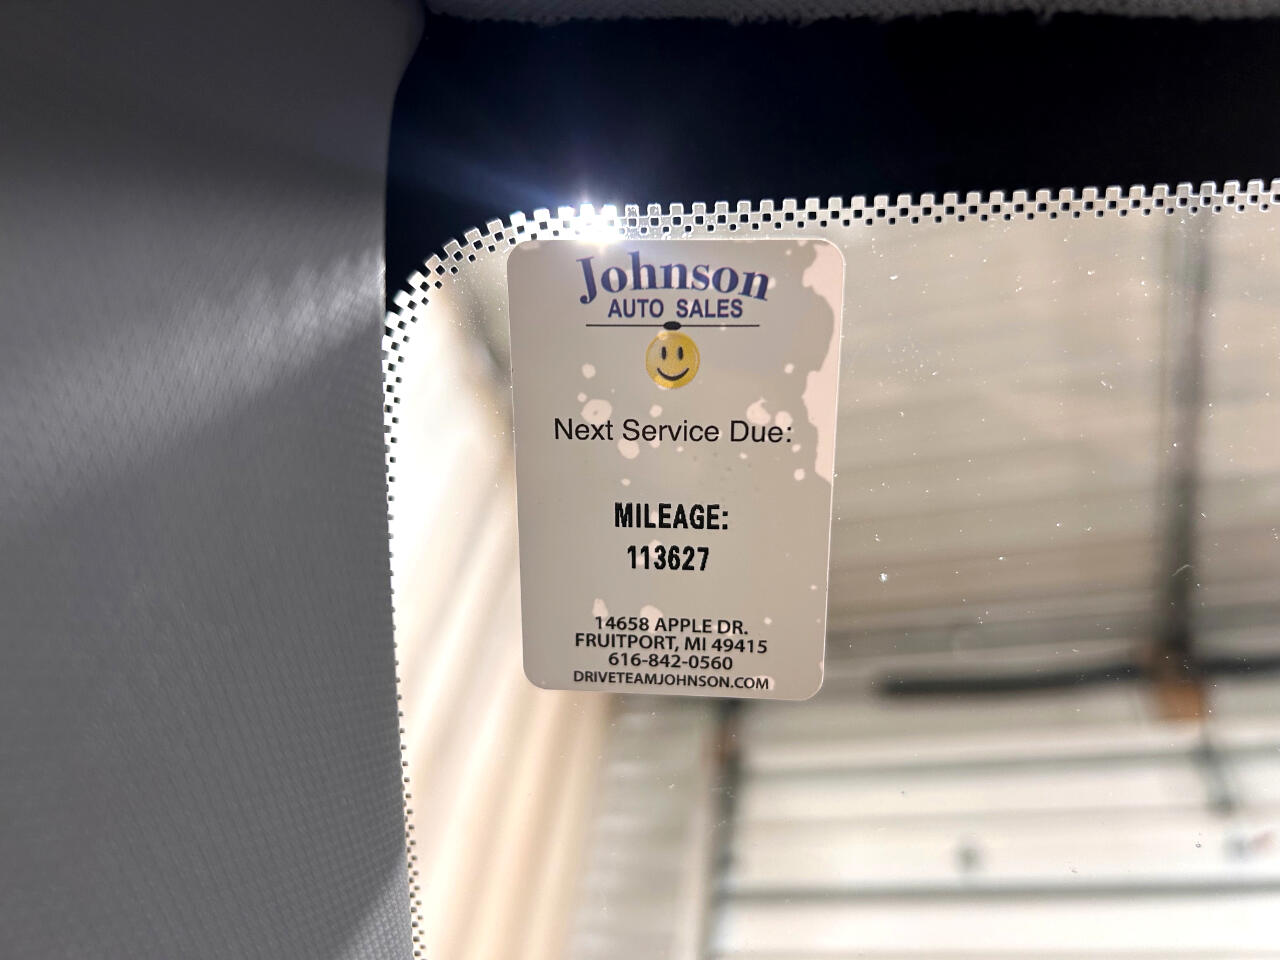 Johnson
AUTO SALES
Next Service Due:
MILEAGE:
113627
14658 APPLE DR.
FRUITPORT, MI 49415
616-842-0560
DRIVETEAMJOHNSON.COM